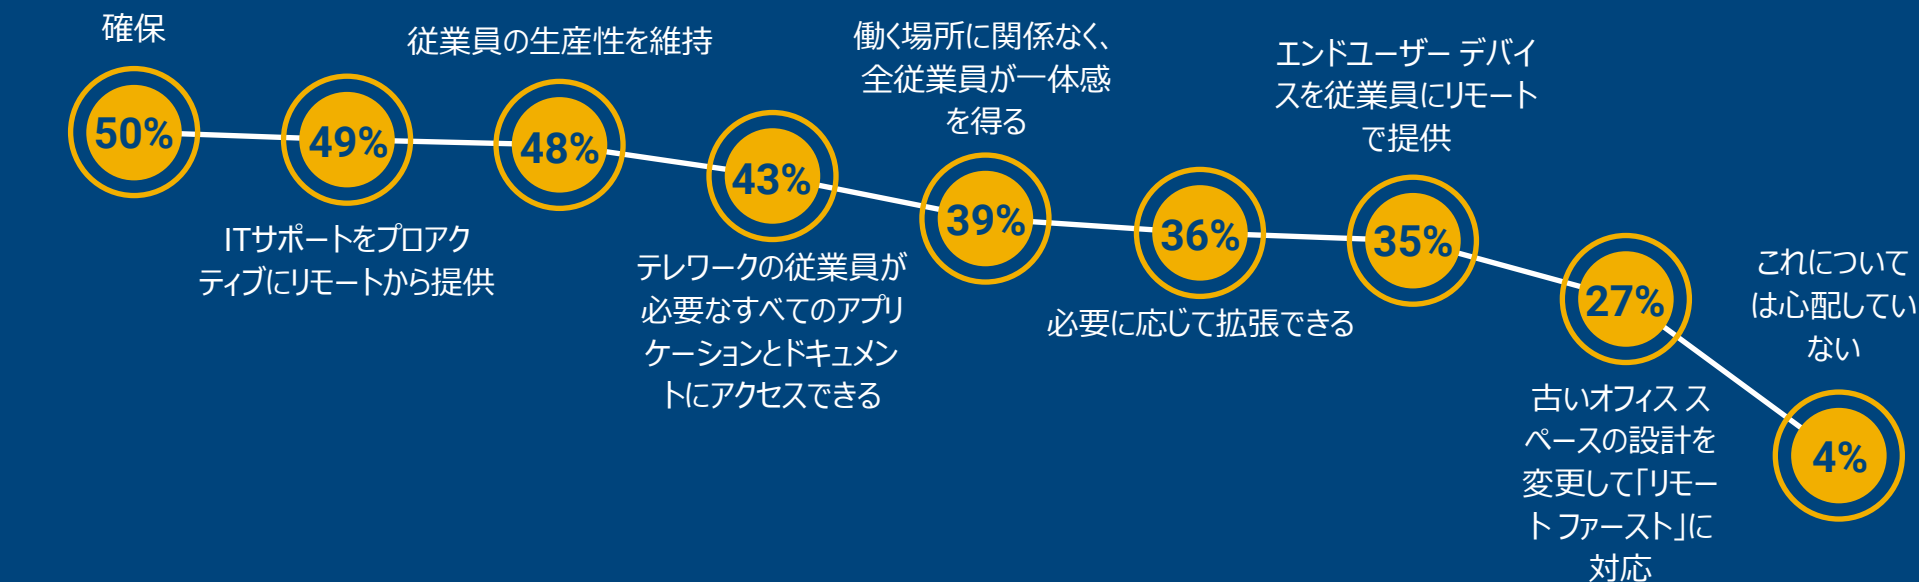 確保
50%
49%
ITサポートをプロアク
ティブにリモートから提供
従業員の生産性を維持
48%
43%
テレワークの従業員が
必要なすべてのアプリ
ケーションとドキュメン
トにアクセスできる
働く場所に関係なく、
全従業員が一体感
を得る
39%
36%
必要に応じて拡張できる
エンドユーザー デバイ
スを従業員にリモート
で提供
35%
27%
古いオフィス ス
ペースの設計を
変更して「リモー
ト ファースト」に
対応
これについて
は心配してい
ない
4%